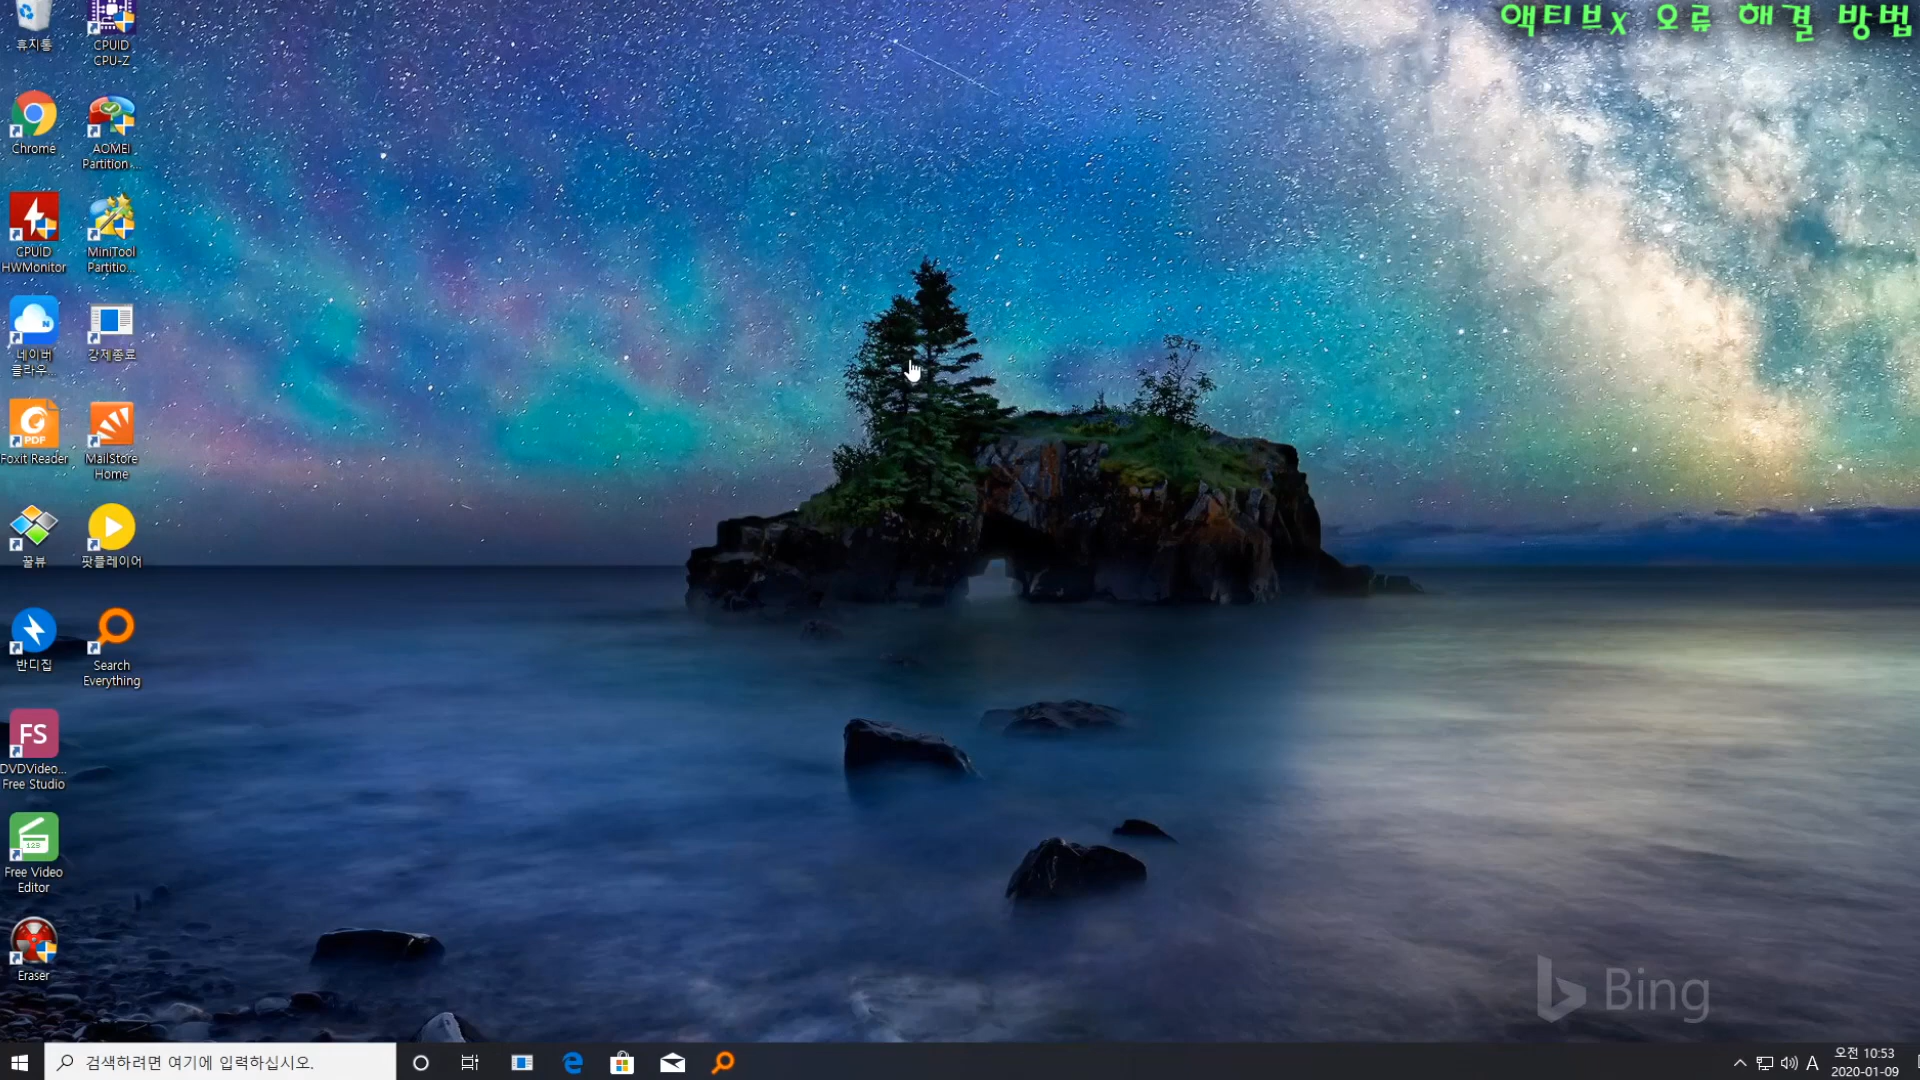 액티브X 오류 해결 방법
휴지통
CPUID
CPU-Z
Chrome
AOMEI
Partition ...
CPUID
HWMonitor
MiniTool
Partitio...
네이버
클라우...
강제종료
PDF
Foxit Reader
MailStore
Home
꿀뷰
팟플레이어
반디집
Search
Everything
FS
DVDVideo...
Free Studio
123
Free Video
Editor
Eraser
Bing
검색하려면 여기에 입력하십시오.
A
오전 10:53
2020-01-09